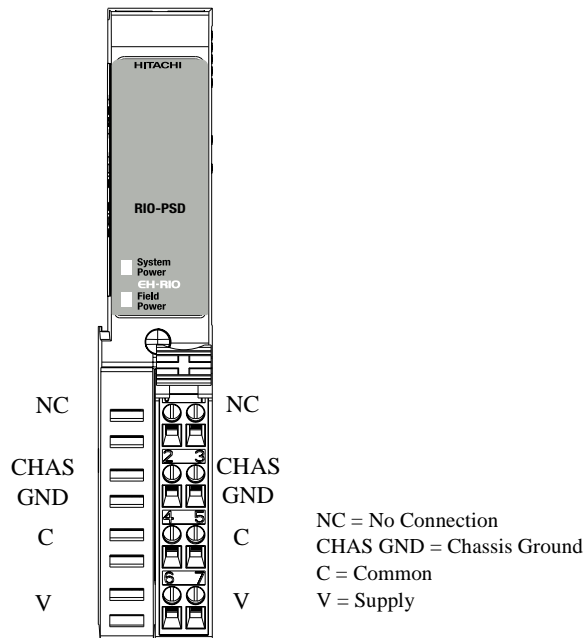 HITACHI
RIO-PSD
System
Power
EH-RIO
Field
Power
NC NC
2 3
CHAS CHAS
GND GND
4 5
C C
6 7
V V
NC = No Connection
CHAS GND = Chassis Ground
C = Common
V = Supply